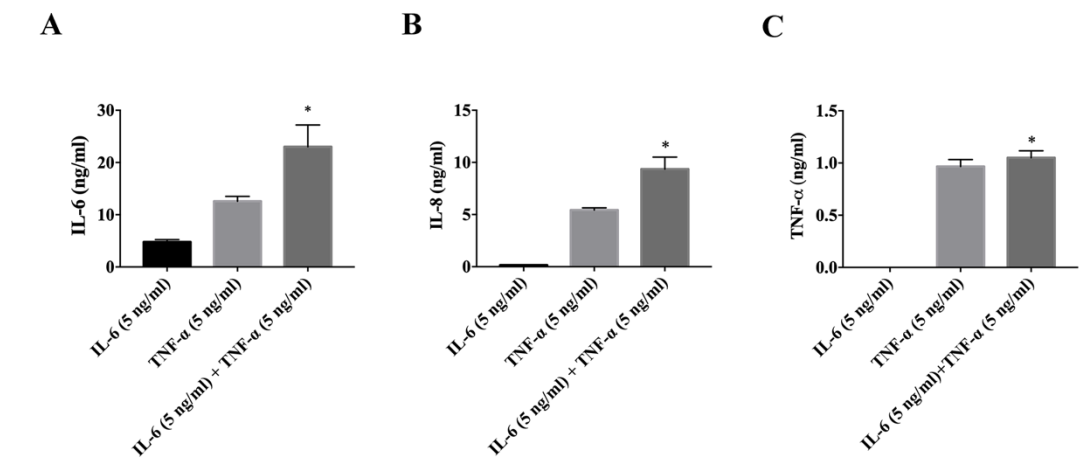 A
B
C
IL-6 (ng/ml)
30
20
10
0
*
IL-6 (5 ng/ml)
TNF-α (5 ng/ml)
IL-6 (5 ng/ml) + TNF-α (5 ng/ml)
IL-8 (ng/ml)
15
10
5
0
*
IL-6 (5 ng/ml)
TNF-α (5 ng/ml)
IL-6 (5 ng/ml) + TNF-α (5 ng/ml)
TNF-α (ng/ml)
1.5
1.0
0.5
0.0
*
IL-6 (5 ng/ml)
TNF-α (5 ng/ml)
IL-6 (5 ng/ml)+TNF-α (5 ng/ml)